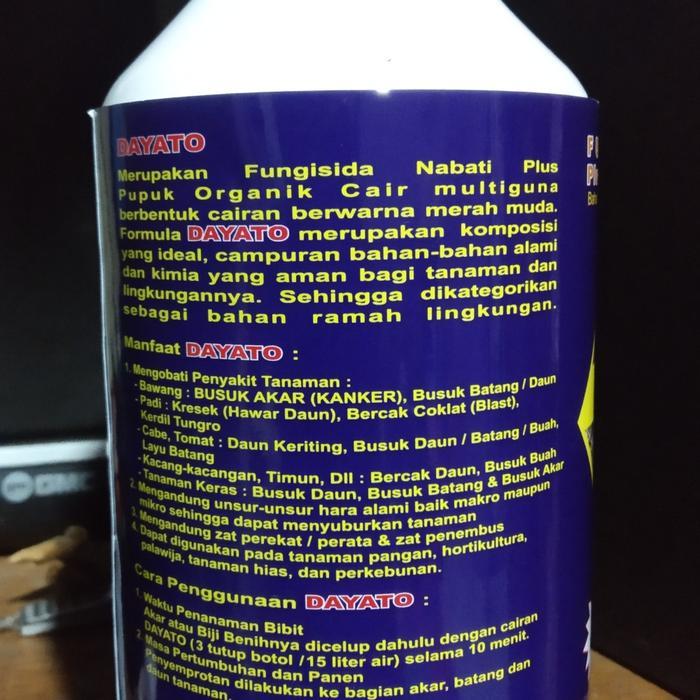 DAYATO
Merupakan Fungisida Nabati Plus
Pupuk Organik Cair multiguna
berbentuk cairan berwarna merah muda.
Formula DAYATO merupakan komposisi
yang ideal, campuran bahan-bahan alami
dan kimia yang aman bagi tanaman dan
lingkungannya. Sehingga dikategorikan
sebagai bahan ramah lingkungan.
Manfaat DAYATO :
1. Mengobati Penyakit Tanaman :
- Bawang : BUSUK AKAR (KANKER), Busuk Batang / Daun
- Padi : Kresek (Hawar Daun), Bercak Coklat (Blast),
Kerdil Tungro
- Cabe, Tomat : Daun Keriting, Busuk Daun / Batang / Buah,
Layu Batang
- Kacang-kacangan, Timun, Dll : Bercak Daun, Busuk Buah
- Tanaman Keras : Busuk Daun, Busuk Batang & Busuk Akar
2. Mengandung unsur-unsur hara alami baik makro maupun
mikro sehingga dapat menyuburkan tanaman
3. Mengandung zat perekat / perata & zat penembus
4. Dapat digunakan pada tanaman pangan, hortikultura,
palawija, tanaman hias, dan perkebunan.
Cara Penggunaan DAYATO :
1. Waktu Penanaman Bibit
Akar atau Biji Benihnya dicelup dahulu dengan cairan
DAYATO (3 tutup botol /15 liter air) selama 10 menit.
2. Masa Pertumbuhan dan Panen
Penyemprotan dilakukan ke bagian akar, batang dan
daun tanaman.